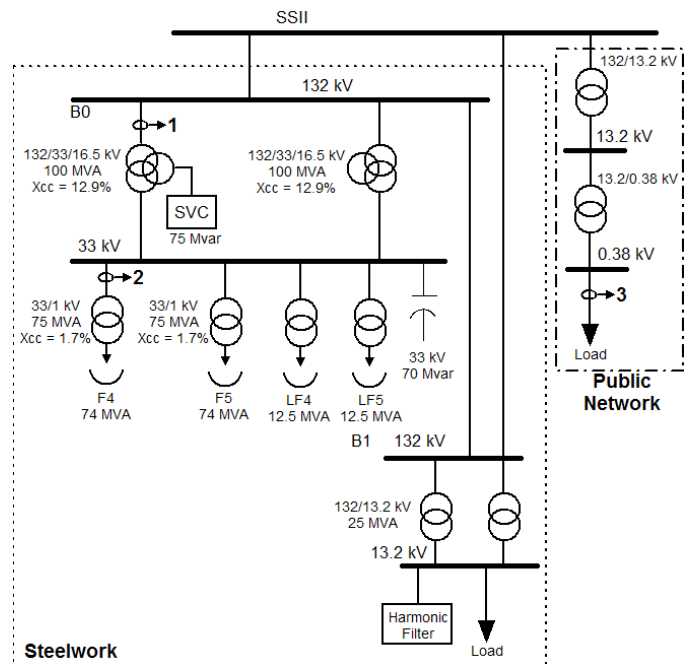 SSII
132 kV
B0
1
132/33/16.5 kV
100 MVA
Xcc = 12.9%
SVC
75 Mvar
132/33/16.5 kV
100 MVA
Xcc = 12.9%
132/13.2 kV
13.2 kV
13.2/0.38 kV
0.38 kV
3
Load
Public
Network
33 kV
2
33/1 kV
75 MVA
Xcc = 1.7%
33/1 kV
75 MVA
Xcc = 1.7%
33 kV
70 Mvar
F4
74 MVA
F5
74 MVA
LF4
12.5 MVA
LF5
12.5 MVA
B1
132 kV
132/13.2 kV
25 MVA
13.2 kV
Harmonic
Filter
Load
Steelwork